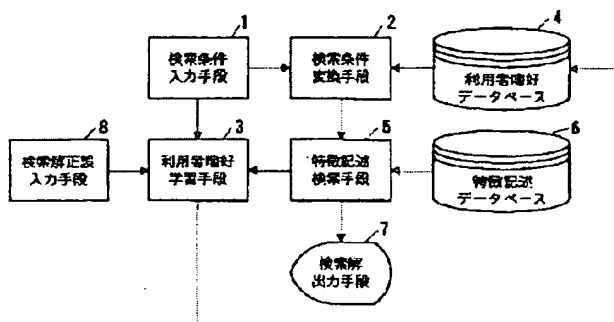 1
検索条件
入力手段
2
検索条件
変換手段
4
利用者嗜好
データベース
8
検索解正誤
入力手段
3
利用者嗜好
学習手段
5
特徴記述
検索手段
6
特徴記述
データベース
7
検索解
出力手段